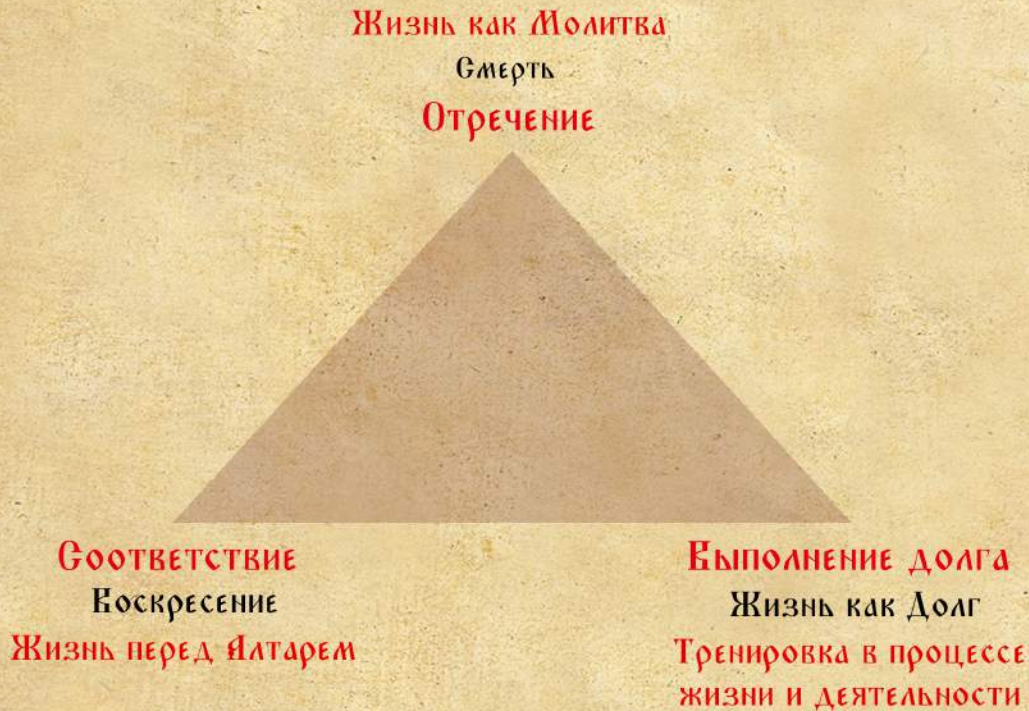 Жизнь как Молитва
Смерть
Отречение
Соответствие
Воскресение
Жизнь перед Алтарем
Выполнение долга
Жизнь как Долг
Тренировка в процессе
жизни и деятельности